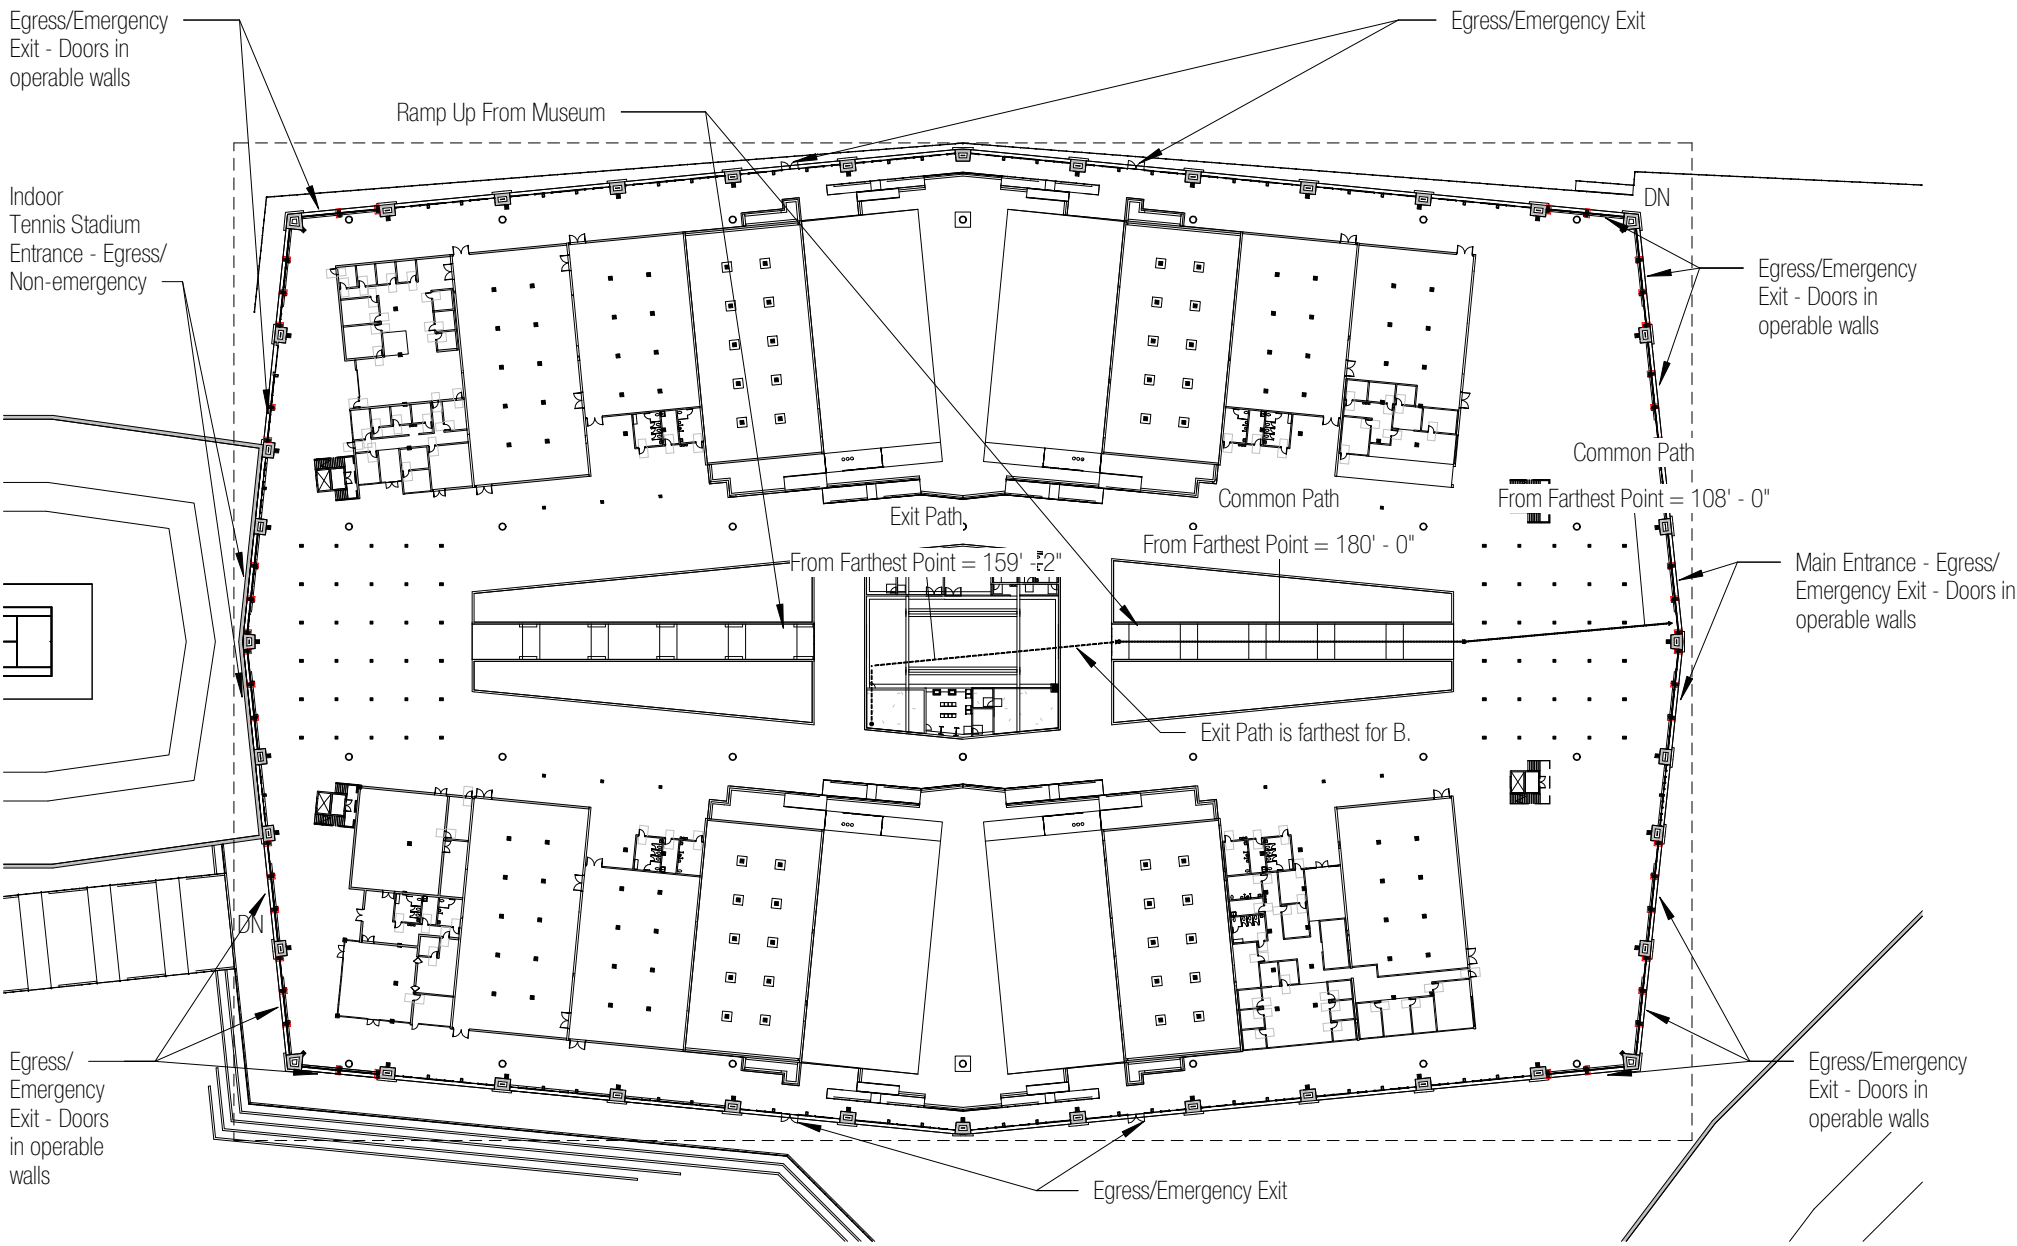 Egress/Emergency
Exit - Doors in
operable walls
Egress/Emergency Exit
Ramp Up From Museum
Indoor
Tennis Stadium
Entrance - Egress/
Non-emergency
DN
Egress/Emergency
Exit - Doors in
operable walls
Common Path
From Farthest Point = 108' - 0"
Common Path
From Farthest Point = 180' - 0"
Exit Path
From Farthest Point = 159' - 2"
Main Entrance - Egress/
Emergency Exit - Doors in
operable walls
Exit Path is farthest for B.
DN
Egress/
Emergency
Exit - Doors
in operable
walls
Egress/Emergency
Exit - Doors in
operable walls
Egress/Emergency Exit